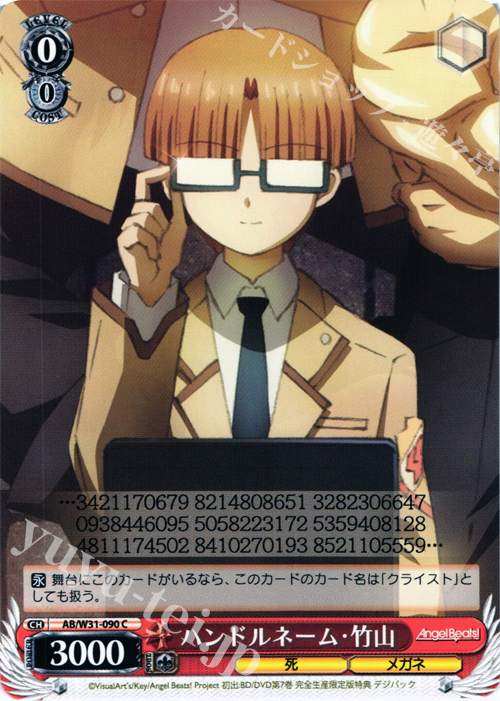 LEVEL
0
0
COST
カードショップ -遊々亭-
…3421170679 8214808651 3282306647
0938446095 5058223172 5359408128
4811174502 8410270193 8521105559…
yuyu-tei.jp
永 舞台にこのカードがいるなら、このカードのカード名は「クライスト」と
しても扱う。
CH AB/W31-090 C
ハンドルネーム・竹山
Angel Beats!
POWER
3000
SOUL
死
メガネ
©VisualArt's/Key/Angel Beats! Project 初出:BD/DVD第7巻 完全生産限定版特典 デジパック